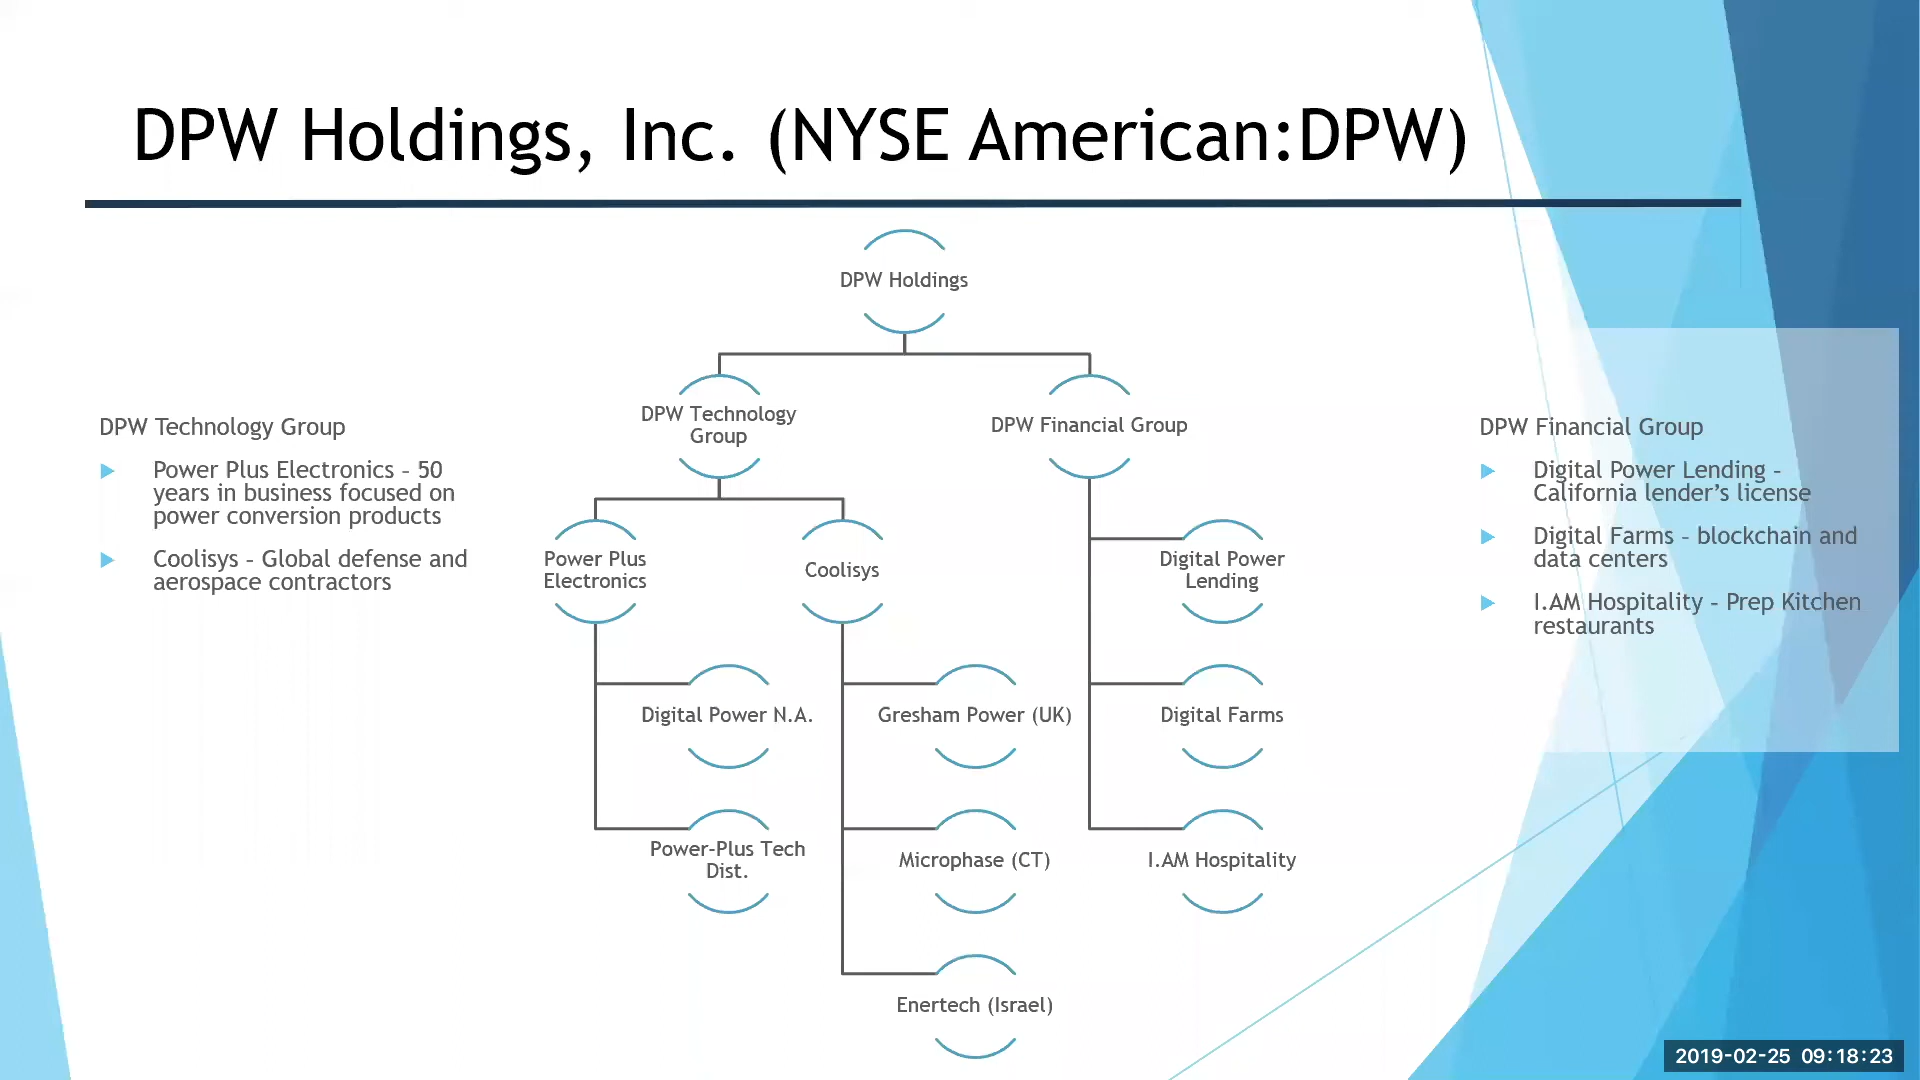 DPW Holdings, Inc. (NYSE American:DPW)
DPW Holdings
DPW Technology
Group
DPW Financial Group
Power Plus
Electronics
Coolisys
Digital Power
Lending
Digital Power N.A.
Gresham Power (UK)
Digital Farms
Power-Plus Tech
Dist.
Microphase (CT)
I.AM Hospitality
Enertech (Israel)
DPW Technology Group
Power Plus Electronics – 50
years in business focused on
power conversion products
Coolisys – Global defense and
aerospace contractors
DPW Financial Group
Digital Power Lending –
California lender’s license
Digital Farms – blockchain and
data centers
I.AM Hospitality – Prep Kitchen
restaurants
2019-02-25 09:18:23